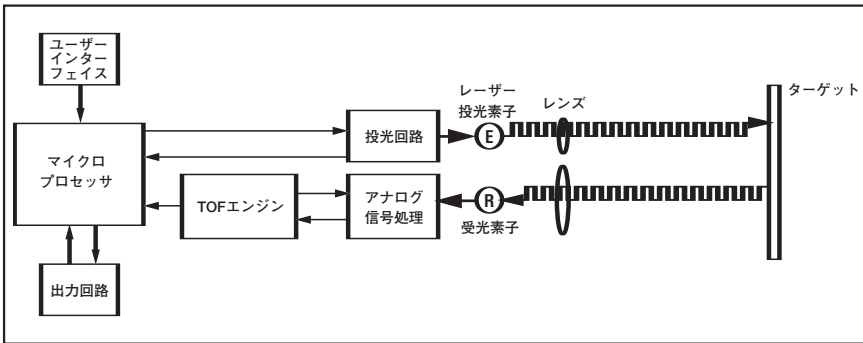 ユーザー
インター
フェイス
レーザー
投光素子
レンズ
ターゲット
投光回路
E
マイクロ
プロセッサ
TOFエンジン
アナログ
信号処理
R
受光素子
出力回路